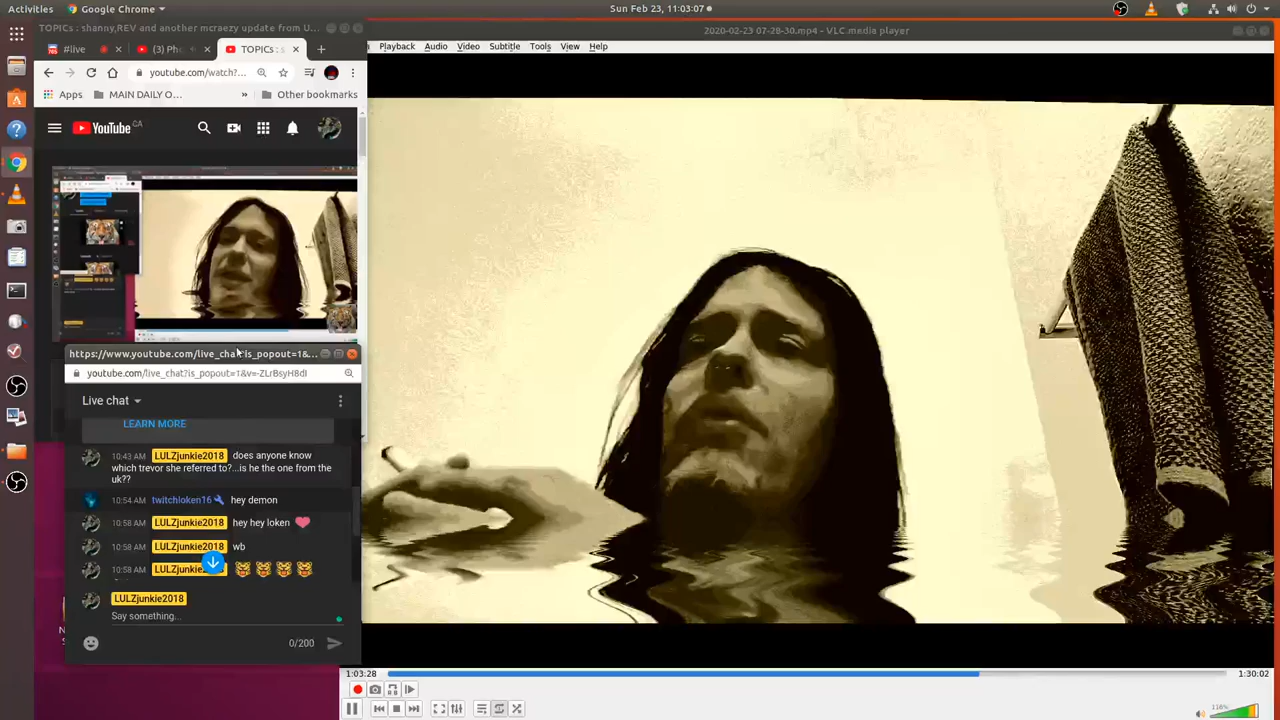 Activities Google Chrome Sun Feb 23, 11:03:07
TOPICs : shanny,REV and another mcraezy update from U...
2020-02-23 07-28-30.mp4 - VLC media player
#live (3) Ph TOPICs : s
Playback Audio Video Subtitle Tools View Help
youtube.com/watch?...
Apps MAIN DAILY O... » Other bookmarks
YouTube CA
https://www.youtube.com/live_chat?is_popout=1&...
youtube.com/live_chat?is_popout=1&v=-ZLrBsyH8dI
Live chat
LEARN MORE
10:43 AM LULZjunkie2018 does anyone know
which trevor she referred to?...is he the one from the
uk??
10:54 AM twitchloken16 hey demon
10:58 AM LULZjunkie2018 hey hey loken
10:58 AM LULZjunkie2018 wb
10:58 AM
LULZjunkie2018
Say something...
0/200
1:03:28 1:30:02